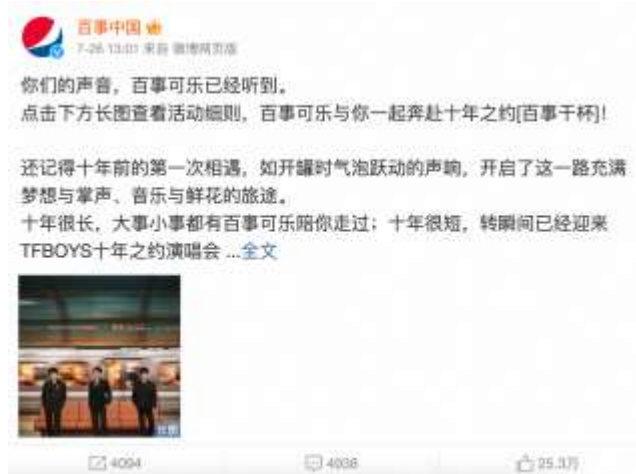 百事中国
7-26 13:01 来自 微博网页版
你们的声音，百事可乐已经听到。
点击下方长图查看活动细则，百事可乐与你一起奔赴十年之约[百事干杯]！
还记得十年前的第一次相遇，如开罐时气泡跃动的声响，开启了这一路充满
梦想与掌声、音乐与鲜花的旅途。
十年很长，大事小事都有百事可乐陪你走过；十年很短，转瞬间已经迎来
TFBOYS十年之约演唱会 ...全文
长图
4094
4038
25.3万